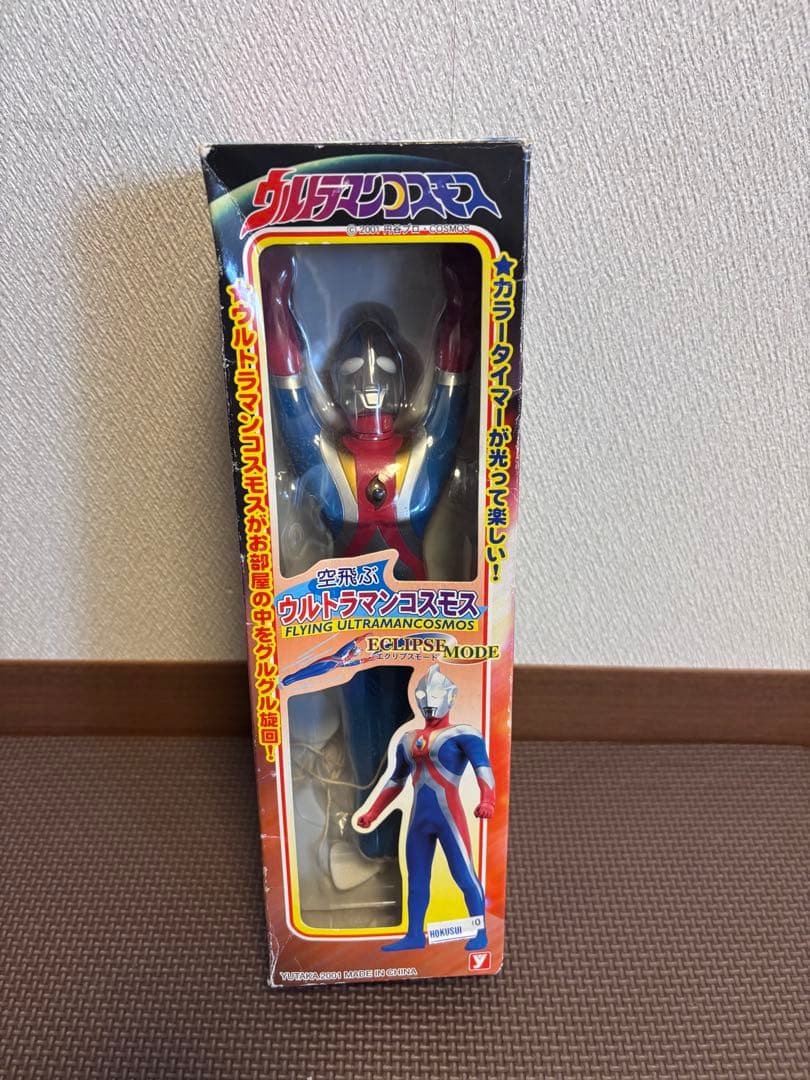 ウルトラマンコスモス
© 2001 円谷プロ・COSMOS
★カラータイマーが光って楽しい!
★ウルトラマンコスモスがお部屋の中をグルグル旋回!
空飛ぶ
ウルトラマンコスモス
FLYING ULTRAMANCOSMOS
ECLIPSE MODE
エクリプスモード
HOKUSUI
YUTAKA 2001 MADE IN CHINA
y